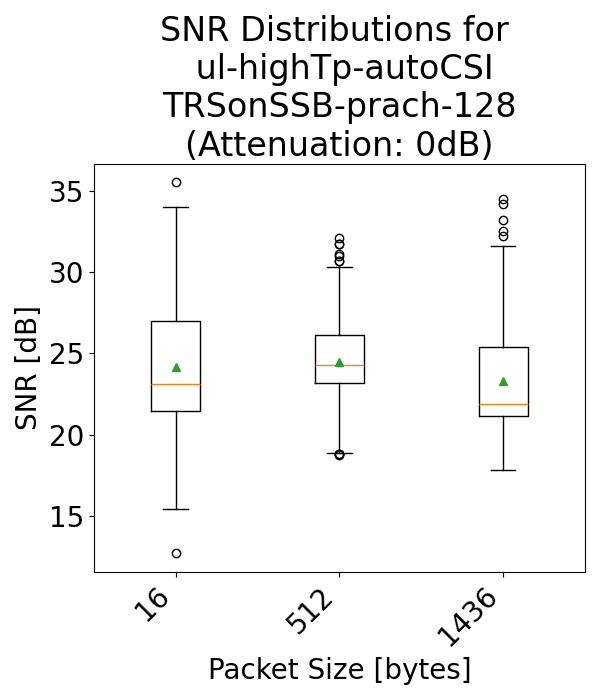 SNR Distributions for
ul-highTp-autoCSI
TRSonSSB-prach-128
(Attenuation: 0dB)
SNR [dB]
35
30
25
20
15
16
512
1436
Packet Size [bytes]